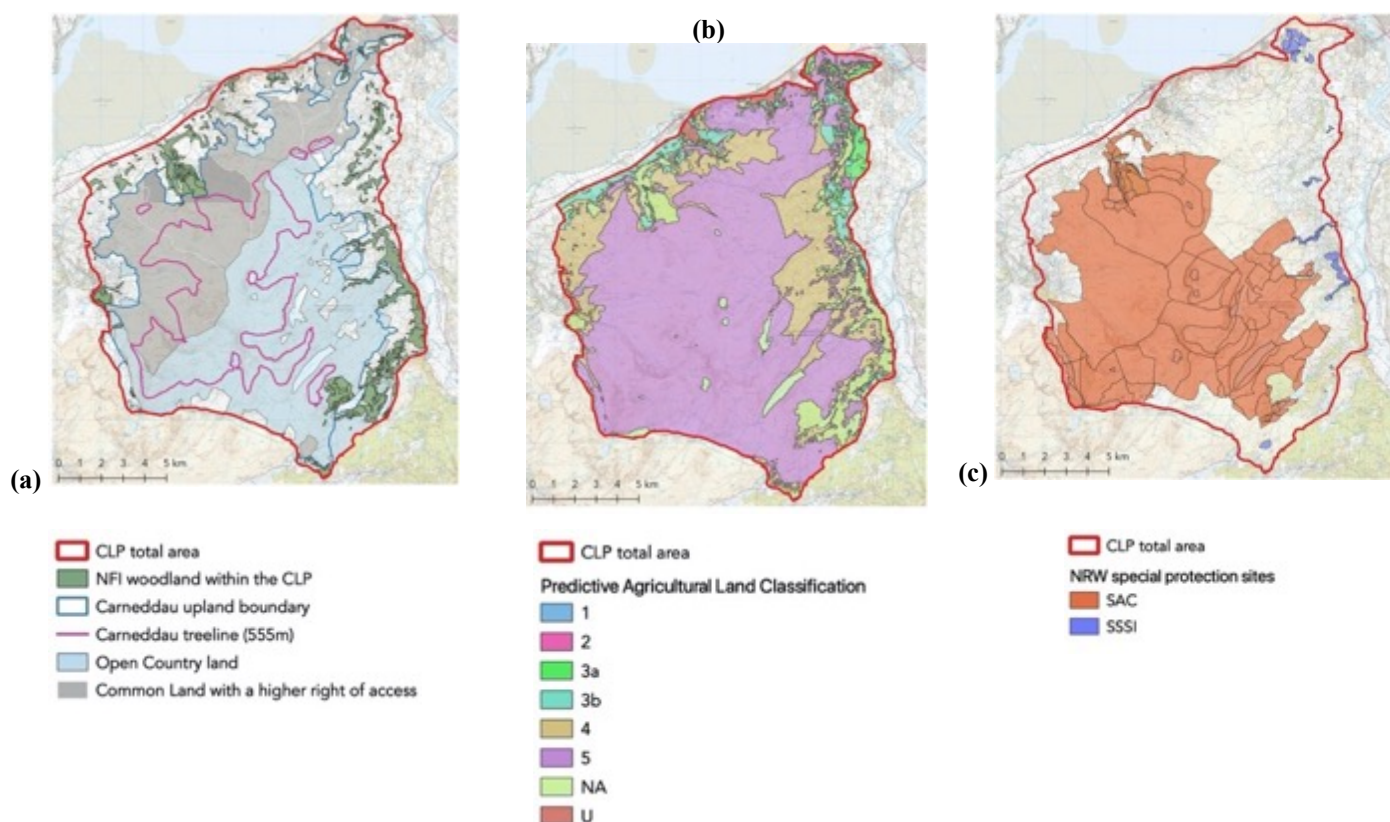 (b)
0 1 2 3 4 5 km
(a)
0 1 2 3 4 5 km
0 1 2 3 4 5 km
(c)
CLP total area
NFI woodland within the CLP
Carneddau upland boundary
Carneddau treeline (555m)
Open Country land
Common Land with a higher right of access
CLP total area
Predictive Agricultural Land Classification
1
2
3a
3b
4
5
NA
U
CLP total area
NRW special protection sites
SAC
SSSI